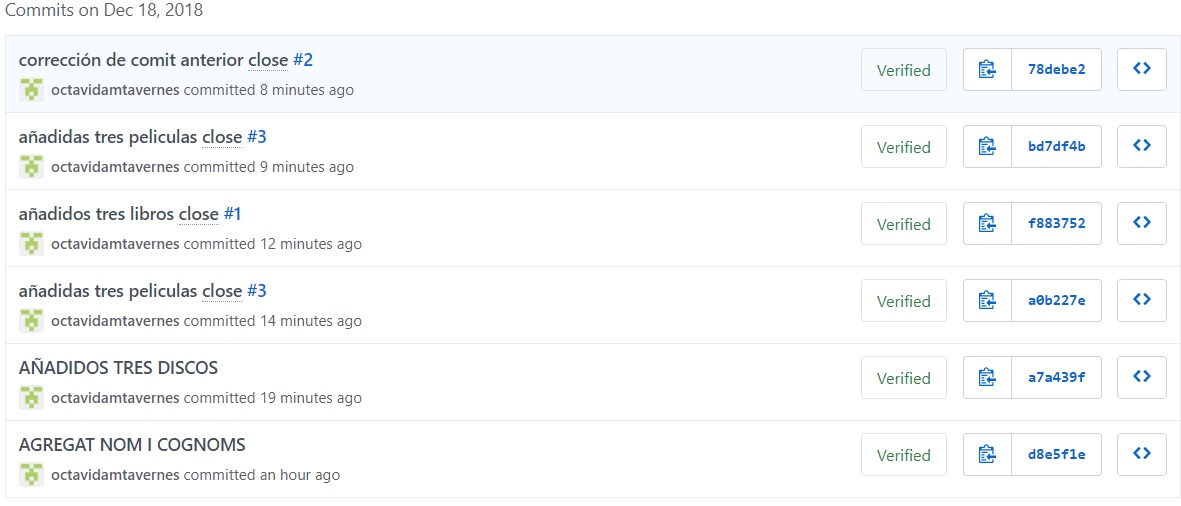 Commits on Dec 18, 2018
corrección de comit anterior close #2
octavidamtavernes committed 8 minutes ago
Verified
78debe2
añadidas tres peliculas close #3
octavidamtavernes committed 9 minutes ago
Verified
bd7df4b
añadidos tres libros close #1
octavidamtavernes committed 12 minutes ago
Verified
f883752
añadidas tres peliculas close #3
octavidamtavernes committed 14 minutes ago
Verified
a0b227e
AÑADIDOS TRES DISCOS
octavidamtavernes committed 19 minutes ago
Verified
a7a439f
AGREGAT NOM I COGNOMS
octavidamtavernes committed an hour ago
Verified
d8e5f1e